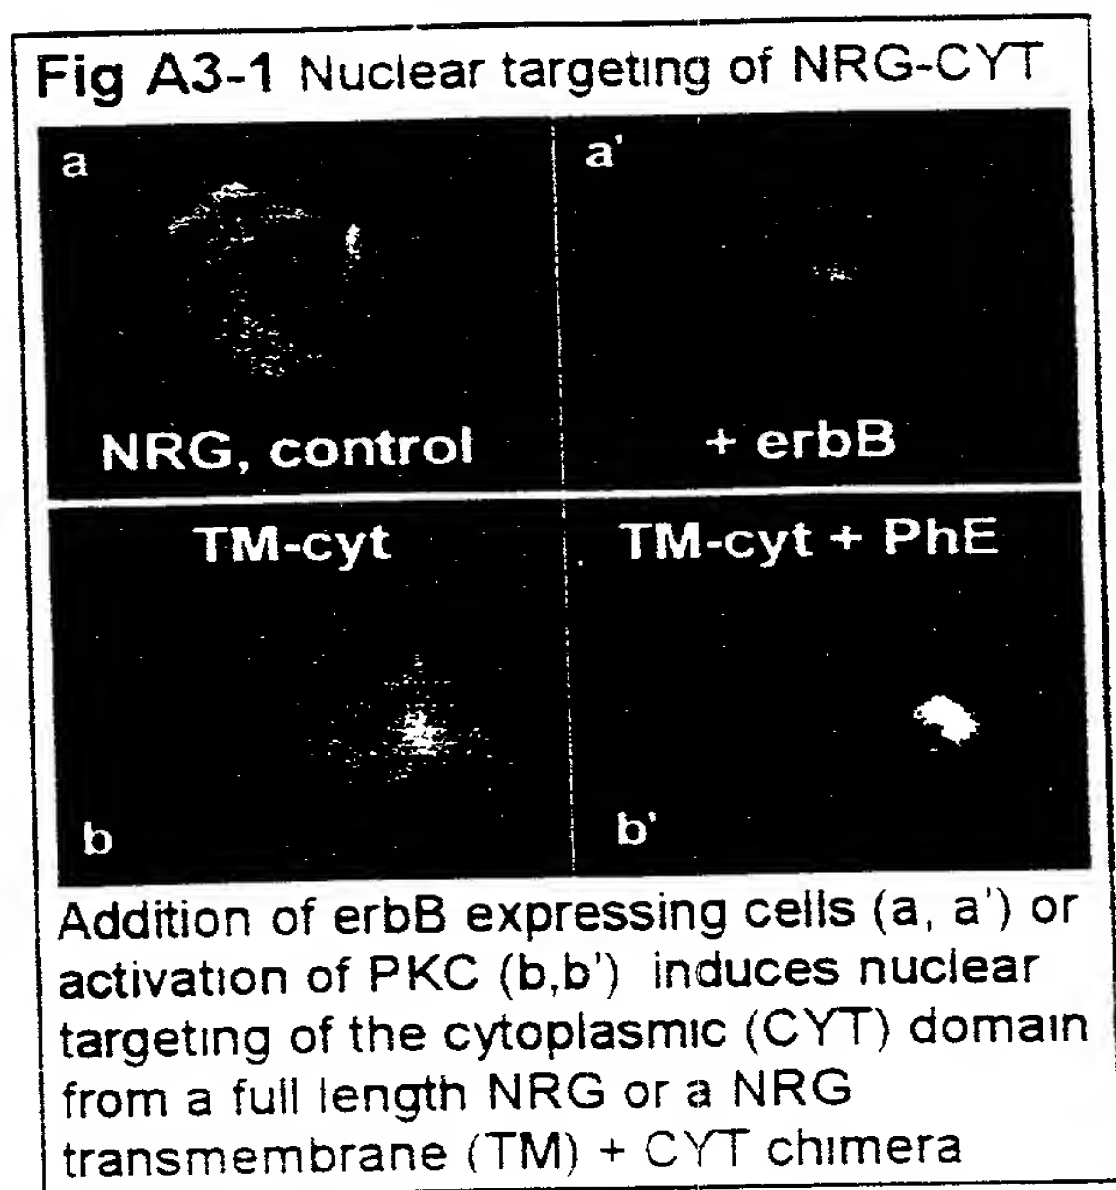 Fig A3-1 Nuclear targeting of NRG-CYT
a
a'
NRG, control
+ erbB
TM-cyt
TM-cyt + PhE
b
b'
Addition of erbB expressing cells (a, a') or
activation of PKC (b,b') induces nuclear
targeting of the cytoplasmic (CYT) domain
from a full length NRG or a NRG
transmembrane (TM) + CYT chimera